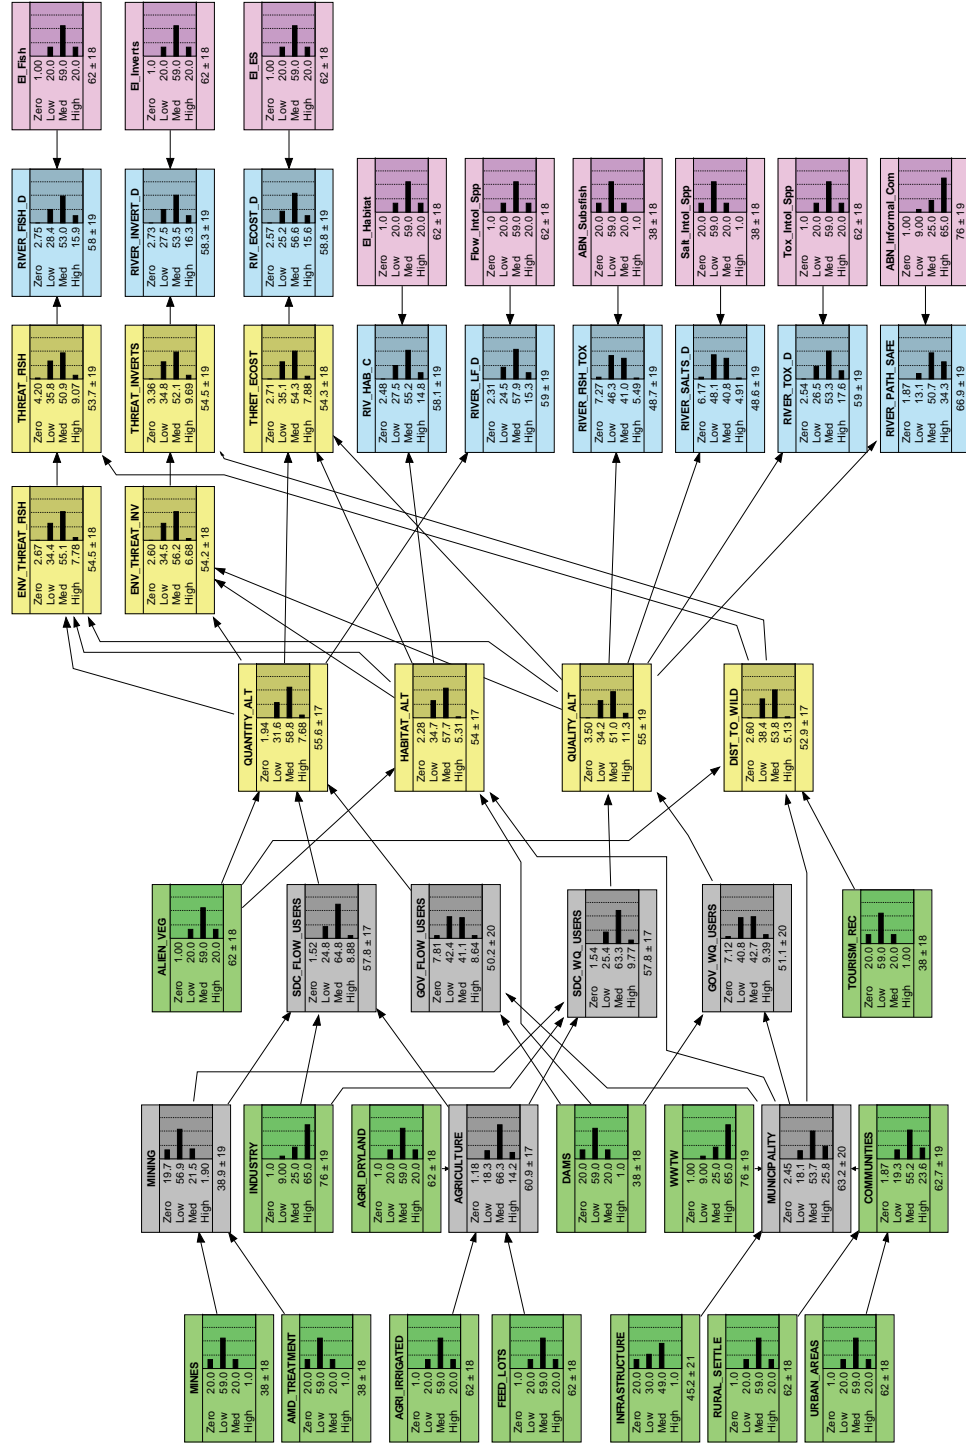 MINES
Zero 20.0
Low 59.0
Med 20.0
High 1.0
38 ± 18
AMD_TREATMENT
Zero 20.0
Low 59.0
Med 20.0
High 1.0
38 ± 18
AGRI_IRRIGATED
Zero 1.0
Low 20.0
Med 59.0
High 20.0
62 ± 18
FEED_LOTS
Zero 1.0
Low 20.0
Med 59.0
High 20.0
62 ± 18
INFRASTRUCTURE
Zero 20.0
Low 30.0
Med 49.0
High 1.0
45.2 ± 21
RURAL_SETTLE
Zero 1.0
Low 20.0
Med 59.0
High 20.0
62 ± 18
URBAN_AREAS
Zero 1.0
Low 20.0
Med 59.0
High 20.0
62 ± 18
MINING
Zero 19.7
Low 56.9
Med 21.5
High 1.90
38.9 ± 19
INDUSTRY
Zero 1.0
Low 9.00
Med 25.0
High 65.0
76 ± 19
AGRI_DRYLAND
Zero 1.0
Low 20.0
Med 59.0
High 20.0
62 ± 18
AGRICULTURE
Zero 1.18
Low 18.3
Med 66.3
High 14.2
60.9 ± 17
DAMS
Zero 20.0
Low 59.0
Med 20.0
High 1.0
38 ± 18
WWTW
Zero 1.00
Low 9.00
Med 25.0
High 65.0
76 ± 19
MUNICIPALITY
Zero 2.45
Low 18.1
Med 53.7
High 25.8
63.2 ± 20
COMMUNITIES
Zero 1.87
Low 19.3
Med 55.2
High 23.6
62.7 ± 19
ALIEN_VEG
Zero 1.00
Low 20.0
Med 59.0
High 20.0
62 ± 18
SDC_FLOW_USERS
Zero 1.52
Low 24.8
Med 64.8
High 8.88
57.8 ± 17
GOV_FLOW_USERS
Zero 7.81
Low 42.4
Med 41.1
High 8.64
50.2 ± 20
SDC_WQ_USERS
Zero 1.54
Low 25.4
Med 63.3
High 9.77
57.8 ± 17
GOV_WQ_USERS
Zero 7.12
Low 40.8
Med 42.7
High 9.39
51.1 ± 20
TOURISM_REC
Zero 20.0
Low 59.0
Med 20.0
High 1.00
38 ± 18
QUANTITY_ALT
Zero 1.94
Low 31.6
Med 58.8
High 7.68
55.6 ± 17
HABITAT_ALT
Zero 2.28
Low 34.7
Med 57.7
High 5.31
54 ± 17
QUALITY_ALT
Zero 3.50
Low 34.2
Med 51.0
High 11.3
55 ± 19
DIST_TO_WILD
Zero 2.60
Low 38.4
Med 53.8
High 5.13
52.9 ± 17
ENV_THREAT_FISH
Zero 2.67
Low 34.4
Med 55.1
High 7.78
54.5 ± 18
ENV_THREAT_INV
Zero 2.60
Low 34.5
Med 56.2
High 6.68
54.2 ± 18
THREAT_FISH
Zero 4.20
Low 35.8
Med 50.9
High 9.07
53.7 ± 19
THREAT_INVERTS
Zero 3.36
Low 34.8
Med 52.1
High 9.69
54.5 ± 19
THRET_ECOST
Zero 2.71
Low 35.1
Med 54.3
High 7.88
54.3 ± 18
RIV_HAB_C
Zero 2.48
Low 27.5
Med 55.2
High 14.8
58.1 ± 19
RIVER_LF_D
Zero 2.31
Low 24.5
Med 57.9
High 15.3
59 ± 19
RIVER_FISH_TOX
Zero 7.27
Low 46.3
Med 41.0
High 5.49
48.7 ± 19
RIVER_SALTS_D
Zero 6.17
Low 48.1
Med 40.8
High 4.91
48.6 ± 19
RIVER_TOX_D
Zero 2.54
Low 26.5
Med 53.3
High 17.6
59 ± 19
RIVER_PATH_SAFE
Zero 1.87
Low 13.1
Med 50.7
High 34.3
66.9 ± 19
RIVER_FISH_D
Zero 2.75
Low 28.4
Med 53.0
High 15.9
58 ± 19
RIVER_INVERT_D
Zero 2.73
Low 27.5
Med 53.5
High 16.3
58.3 ± 19
RIV_ECOST_D
Zero 2.57
Low 25.2
Med 56.6
High 15.6
58.8 ± 19
EI_Habitat
Zero 1.0
Low 20.0
Med 59.0
High 20.0
62 ± 18
Flow_Intol_Spp
Zero 1.0
Low 20.0
Med 59.0
High 20.0
62 ± 18
ABN_Subsfish
Zero 20.0
Low 59.0
Med 20.0
High 1.0
38 ± 18
Salt_Intol_Spp
Zero 20.0
Low 59.0
Med 20.0
High 1.0
38 ± 18
Tox_Intol_Spp
Zero 1.0
Low 20.0
Med 59.0
High 20.0
62 ± 18
ABN_Informal_Com
Zero 1.0
Low 9.00
Med 25.0
High 65.0
76 ± 19
EI_Fish
Zero 1.00
Low 20.0
Med 59.0
High 20.0
62 ± 18
EI_Inverts
Zero 1.0
Low 20.0
Med 59.0
High 20.0
62 ± 18
EI_ES
Zero 1.00
Low 20.0
Med 59.0
High 20.0
62 ± 18